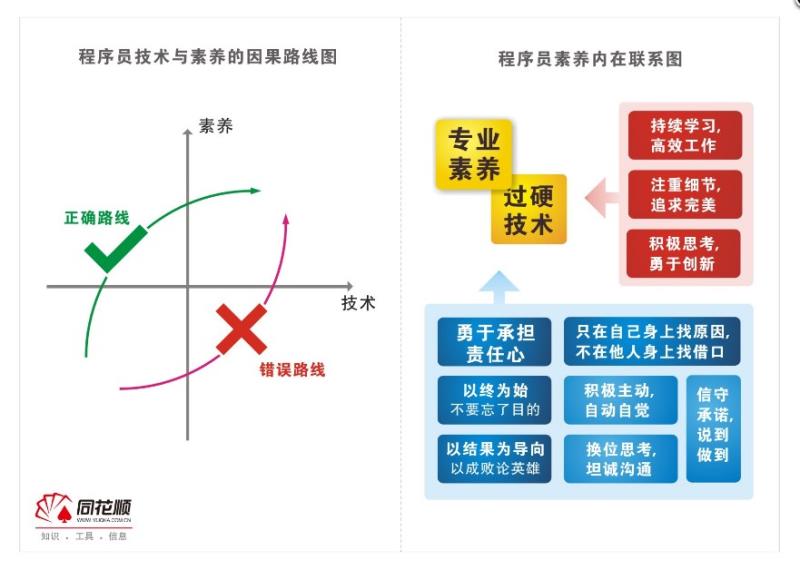 程序员技术与素养的因果路线图
素养
正确路线
技术
错误路线
同花顺
知识 . 工具 . 信息
程序员素养内在联系图
专业
素养
过硬
技术
持续学习,
高效工作
注重细节,
追求完美
积极思考,
勇于创新
勇于承担
责任心
只在自己身上找原因,
不在他人身上找借口
以终为始
不要忘了目的
积极主动,
自动自觉
信守
承诺,
说到
做到
以结果为导向
以成败论英雄
换位思考,
坦诚沟通